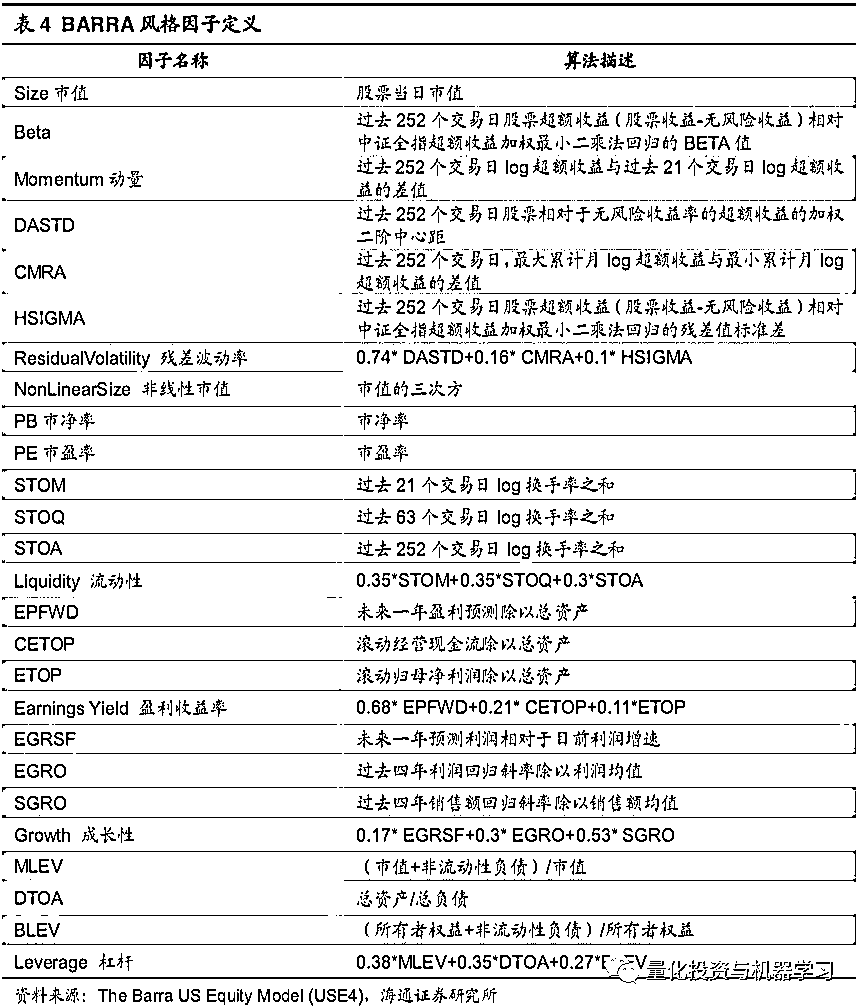 表 4 BARRA 风格因子定义
因子名称 算法描述
Size 市值 股票当日市值
Beta 过去 252 个交易日股票超额收益（股票收益-无风险收益）相对
中证全指超额收益加权最小二乘法回归的 BETA 值
Momentum 动量 过去 252 个交易日 log 超额收益与过去 21 个交易日 log 超额收
益的差值
DASTD 过去 252 个交易日股票相对于无风险收益率的超额收益的加权
二阶中心距
CMRA 过去 252 个交易日，最大累计月 log 超额收益与最小累计月 log
超额收益的差值
HSIGMA 过去 252 个交易日股票超额收益（股票收益-无风险收益）相对
中证全指超额收益加权最小二乘法回归的残差值标准差
ResidualVolatility 残差波动率 0.74* DASTD+0.16* CMRA+0.1* HSIGMA
NonLinearSize 非线性市值 市值的三次方
PB 市净率 市净率
PE 市盈率 市盈率
STOM 过去 21 个交易日 log 换手率之和
STOQ 过去 63 个交易日 log 换手率之和
STOA 过去 252 个交易日 log 换手率之和
Liquidity 流动性 0.35*STOM+0.35*STOQ+0.3*STOA
EPFWD 未来一年盈利预测除以总资产
CETOP 滚动经营现金流除以总资产
ETOP 滚动归母净利润除以总资产
Earnings Yield 盈利收益率 0.68* EPFWD+0.21* CETOP+0.11*ETOP
EGRSF 未来一年预测利润相对于目前利润增速
EGRO 过去四年利润回归斜率除以利润均值
SGRO 过去四年销售额回归斜率除以销售额均值
Growth 成长性 0.17* EGRSF+0.3* EGRO+0.53* SGRO
MLEV （市值+非流动性负债）/市值
DTOA 总资产/总负债
BLEV （所有者权益+非流动性负债）/所有者权益
Leverage 杠杆 0.38*MLEV+0.35*DTOA+0.27*
量化投资与机器学习
资料来源：The Barra US Equity Model (USE4)，海通证券研究所